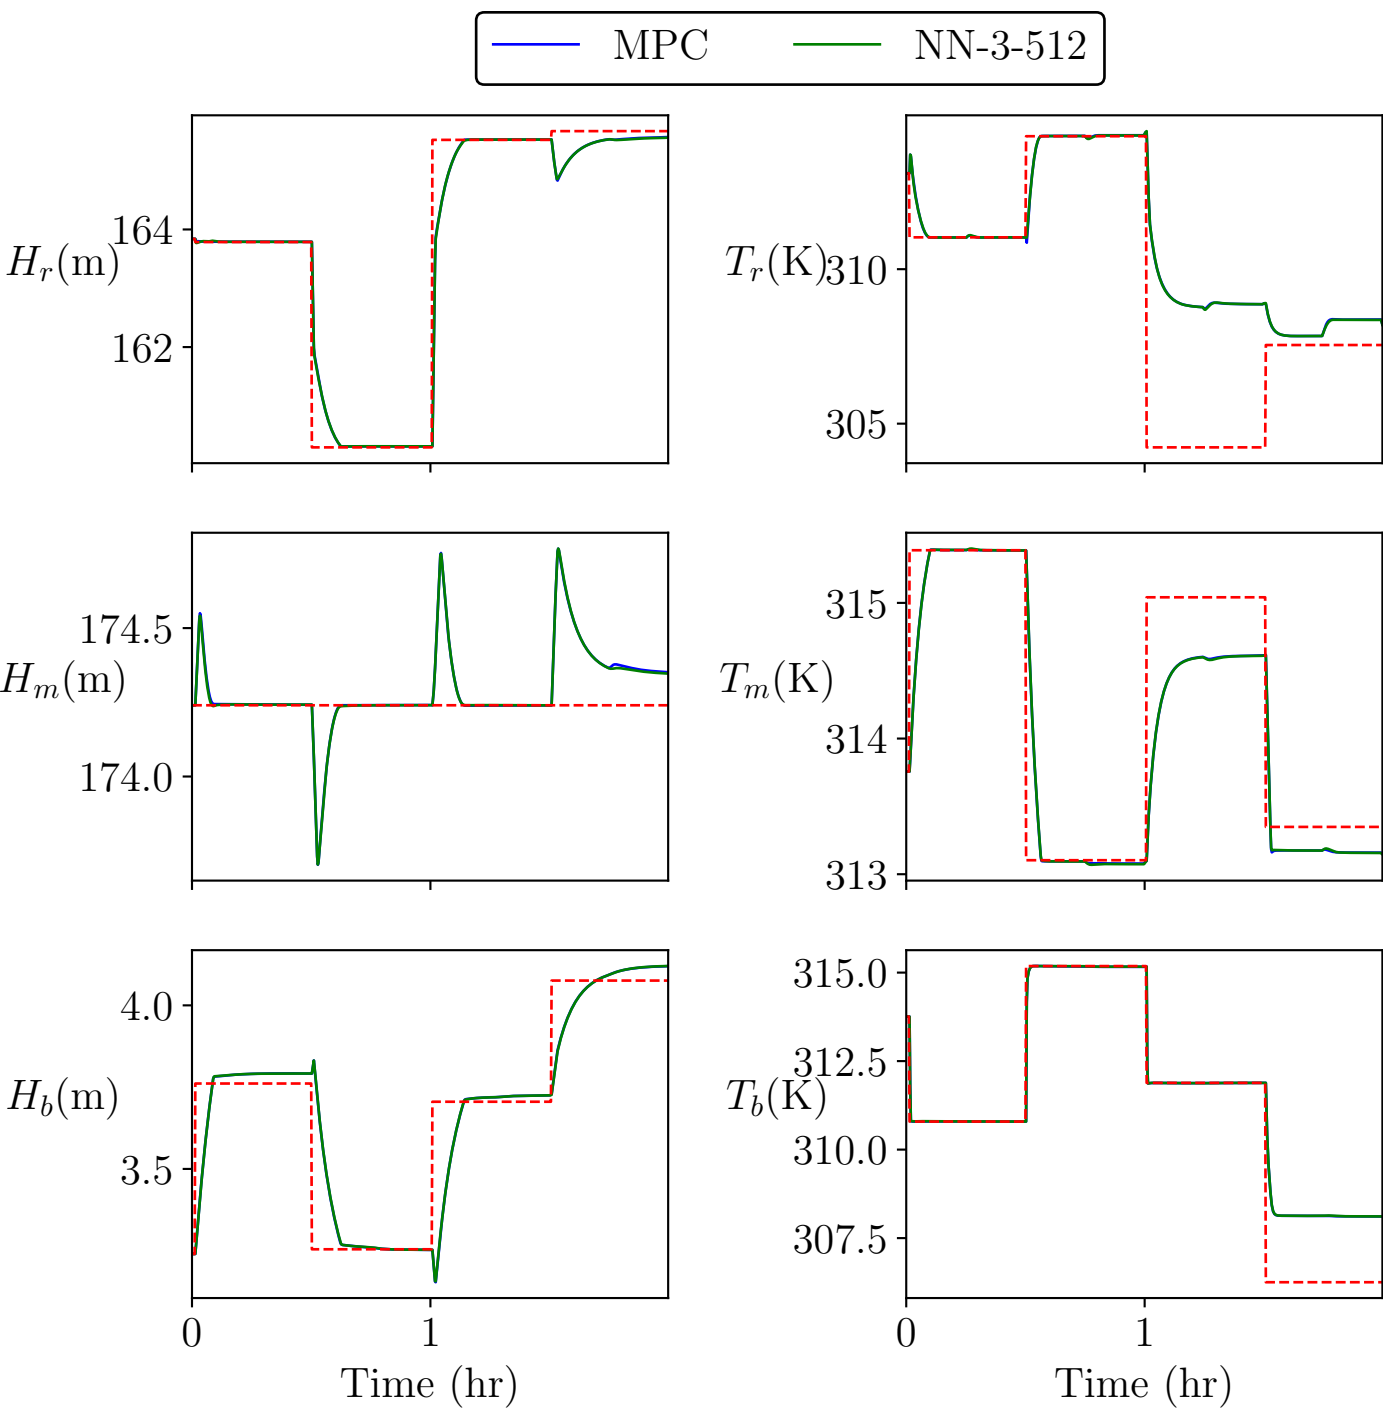 MPC NN-3-512
164
H_r(m)
162
T_r(K)
310
305
174.5
H_m(m)
174.0
315
T_m(K)
314
313
4.0
H_b(m)
3.5
315.0
312.5
T_b(K)
310.0
307.5
0 1
Time (hr)
0 1
Time (hr)